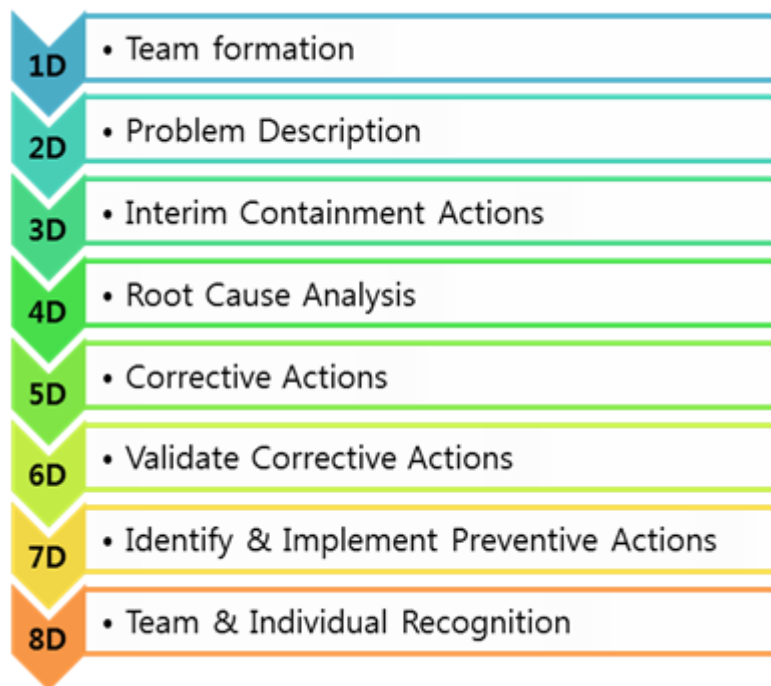 1D • Team formation
2D • Problem Description
3D • Interim Containment Actions
4D • Root Cause Analysis
5D • Corrective Actions
6D • Validate Corrective Actions
7D • Identify & Implement Preventive Actions
8D • Team & Individual Recognition